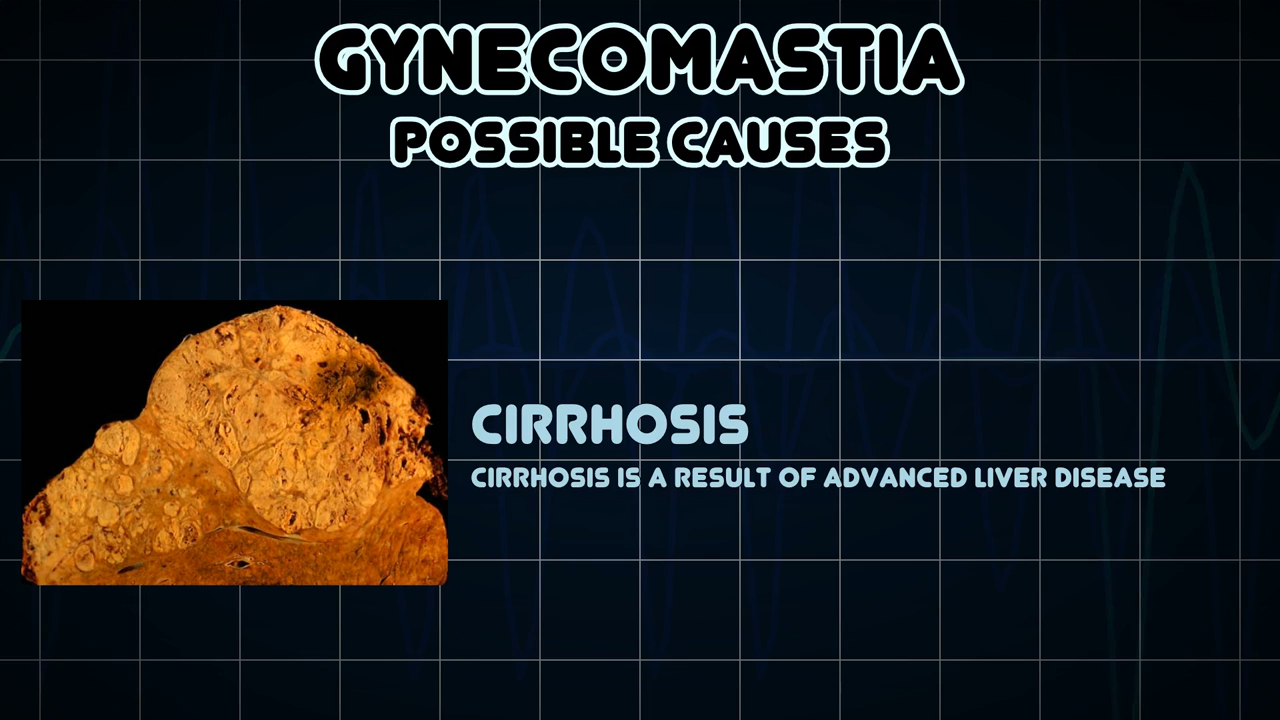 GYNECOMASTIA
POSSIBLE CAUSES
CIRRHOSIS
CIRRHOSIS IS A RESULT OF ADVANCED LIVER DISEASE